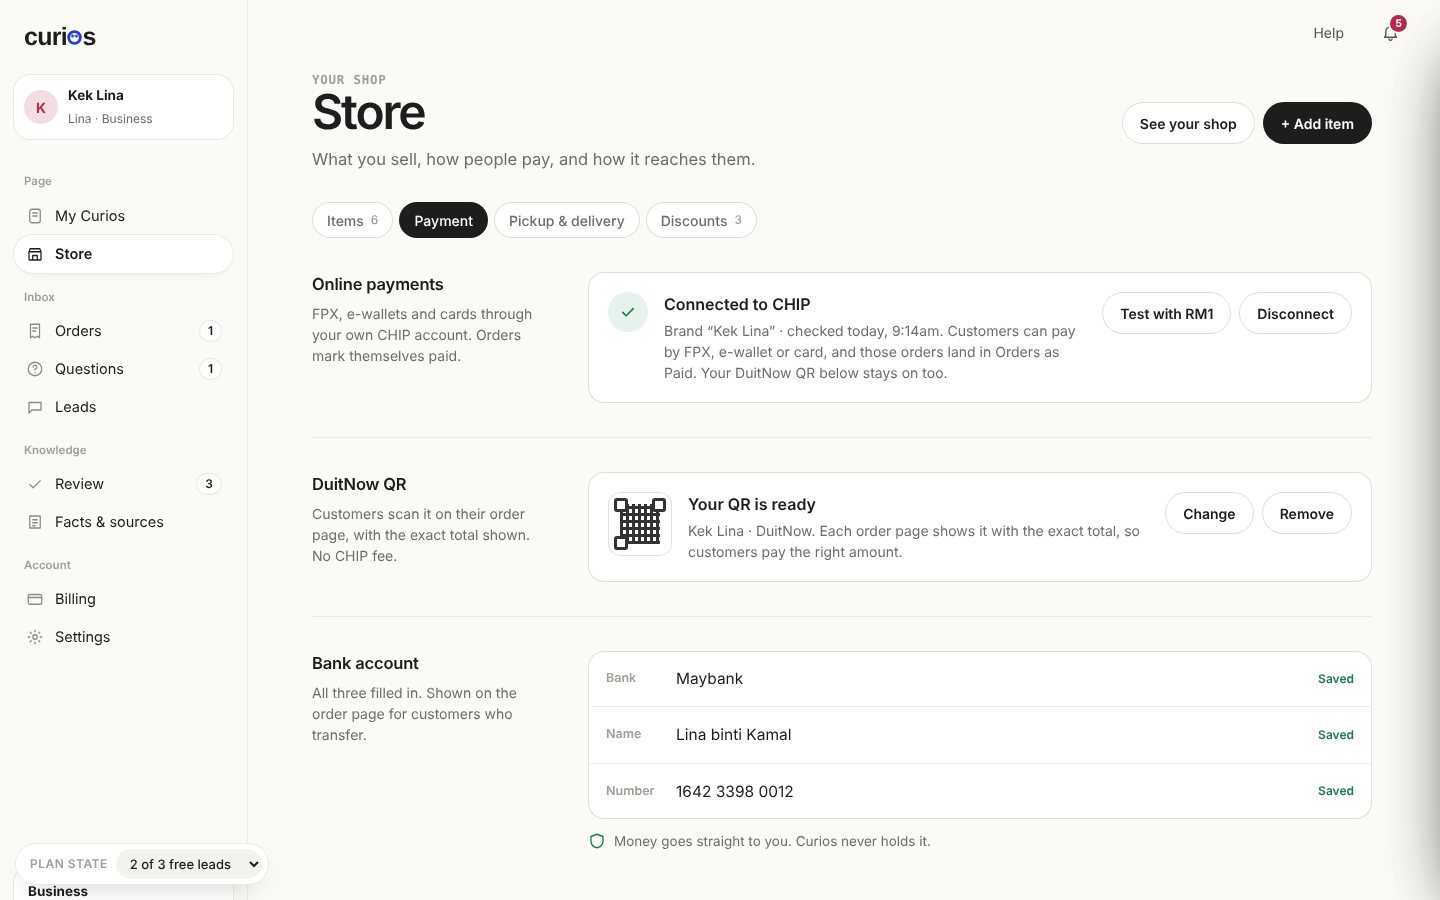 curios
K
Kek Lina
Lina · Business
Page
My Curios
Store
Inbox
Orders 1
Questions 1
Leads
Knowledge
Review 3
Facts & sources
Account
Billing
Settings
PLAN STATE 2 of 3 free leads
Business
Help
5
YOUR SHOP
Store
What you sell, how people pay, and how it reaches them.
See your shop
+ Add item
Items 6
Payment
Pickup & delivery
Discounts 3
Online payments
FPX, e-wallets and cards through
your own CHIP account. Orders
mark themselves paid.
Connected to CHIP
Brand “Kek Lina” · checked today, 9:14am. Customers can pay
by FPX, e-wallet or card, and those orders land in Orders as
Paid. Your DuitNow QR below stays on too.
Test with RM1
Disconnect
DuitNow QR
Customers scan it on their order
page, with the exact total shown.
No CHIP fee.
Your QR is ready
Kek Lina · DuitNow. Each order page shows it with the exact total, so
customers pay the right amount.
Change
Remove
Bank account
All three filled in. Shown on the
order page for customers who
transfer.
Bank Maybank Saved
Name Lina binti Kamal Saved
Number 1642 3398 0012 Saved
Money goes straight to you. Curios never holds it.